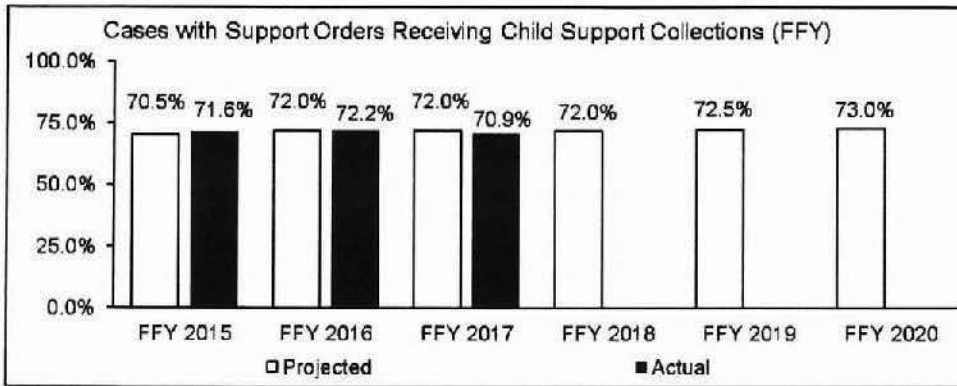 Cases with Support Orders Receiving Child Support Collections (FFY)
100.0%
70.5% 71.6% 72.0% 72.2% 72.0% 70.9% 72.0% 72.5% 73.0%
75.0%
50.0%
25.0%
0.0%
FFY 2015 FFY 2016 FFY 2017 FFY 2018 FFY 2019 FFY 2020
Projected Actual